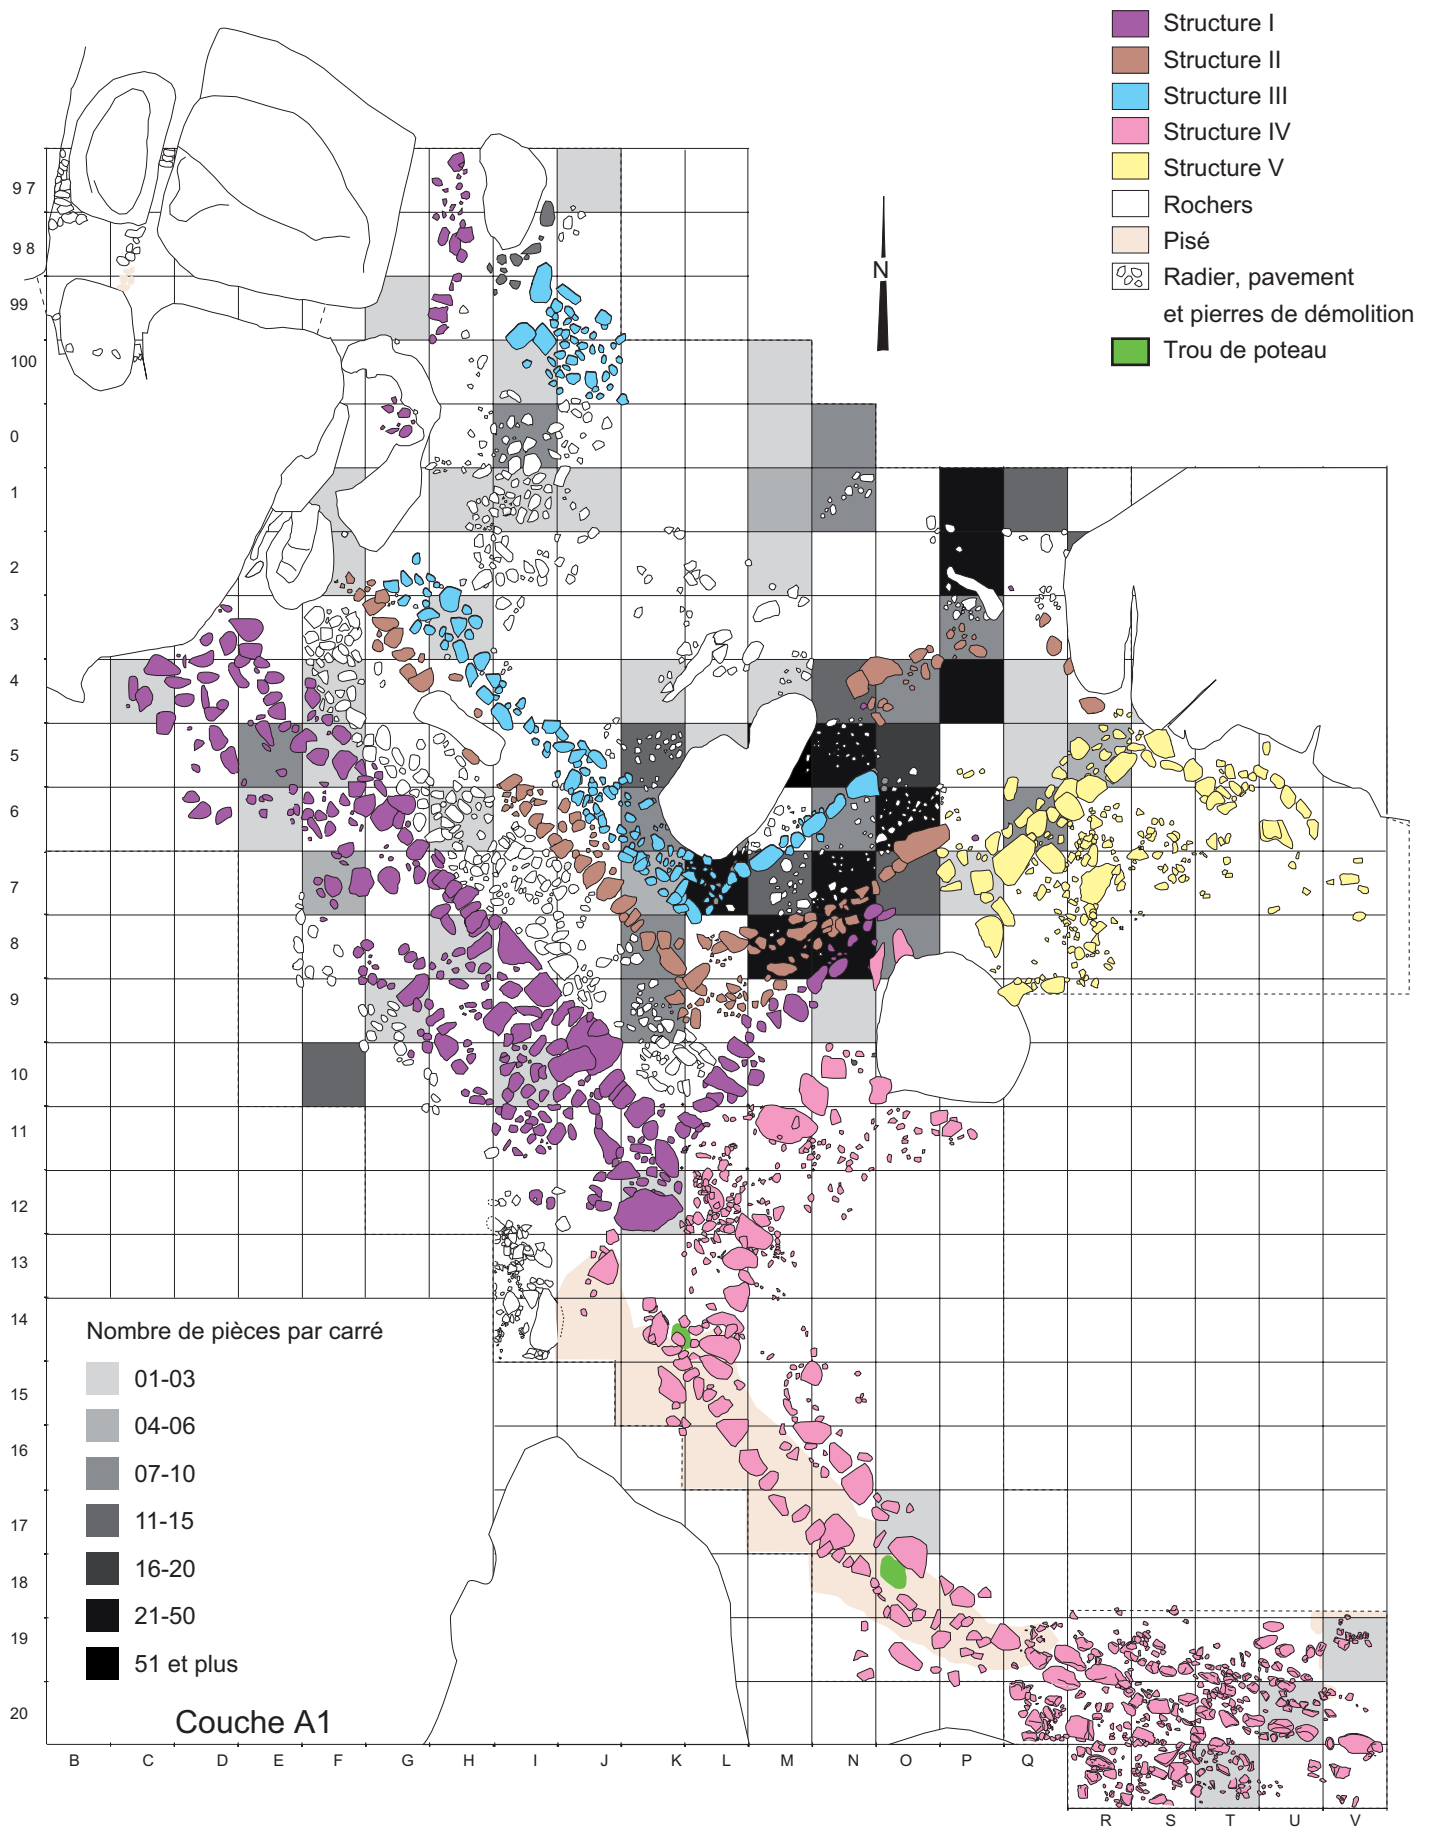 Structure I
Structure II
Structure III
Structure IV
Structure V
Rochers
Pisé
Radier, pavement
et pierres de démolition
Trou de poteau
N
97
98
99
100
0
1
2
3
4
5
6
7
8
9
10
11
12
13
14
15
16
17
18
19
20
Nombre de pièces par carré
01-03
04-06
07-10
11-15
16-20
21-50
51 et plus
Couche A1
B C D E F G H I J K L M N O P Q
R S T U V